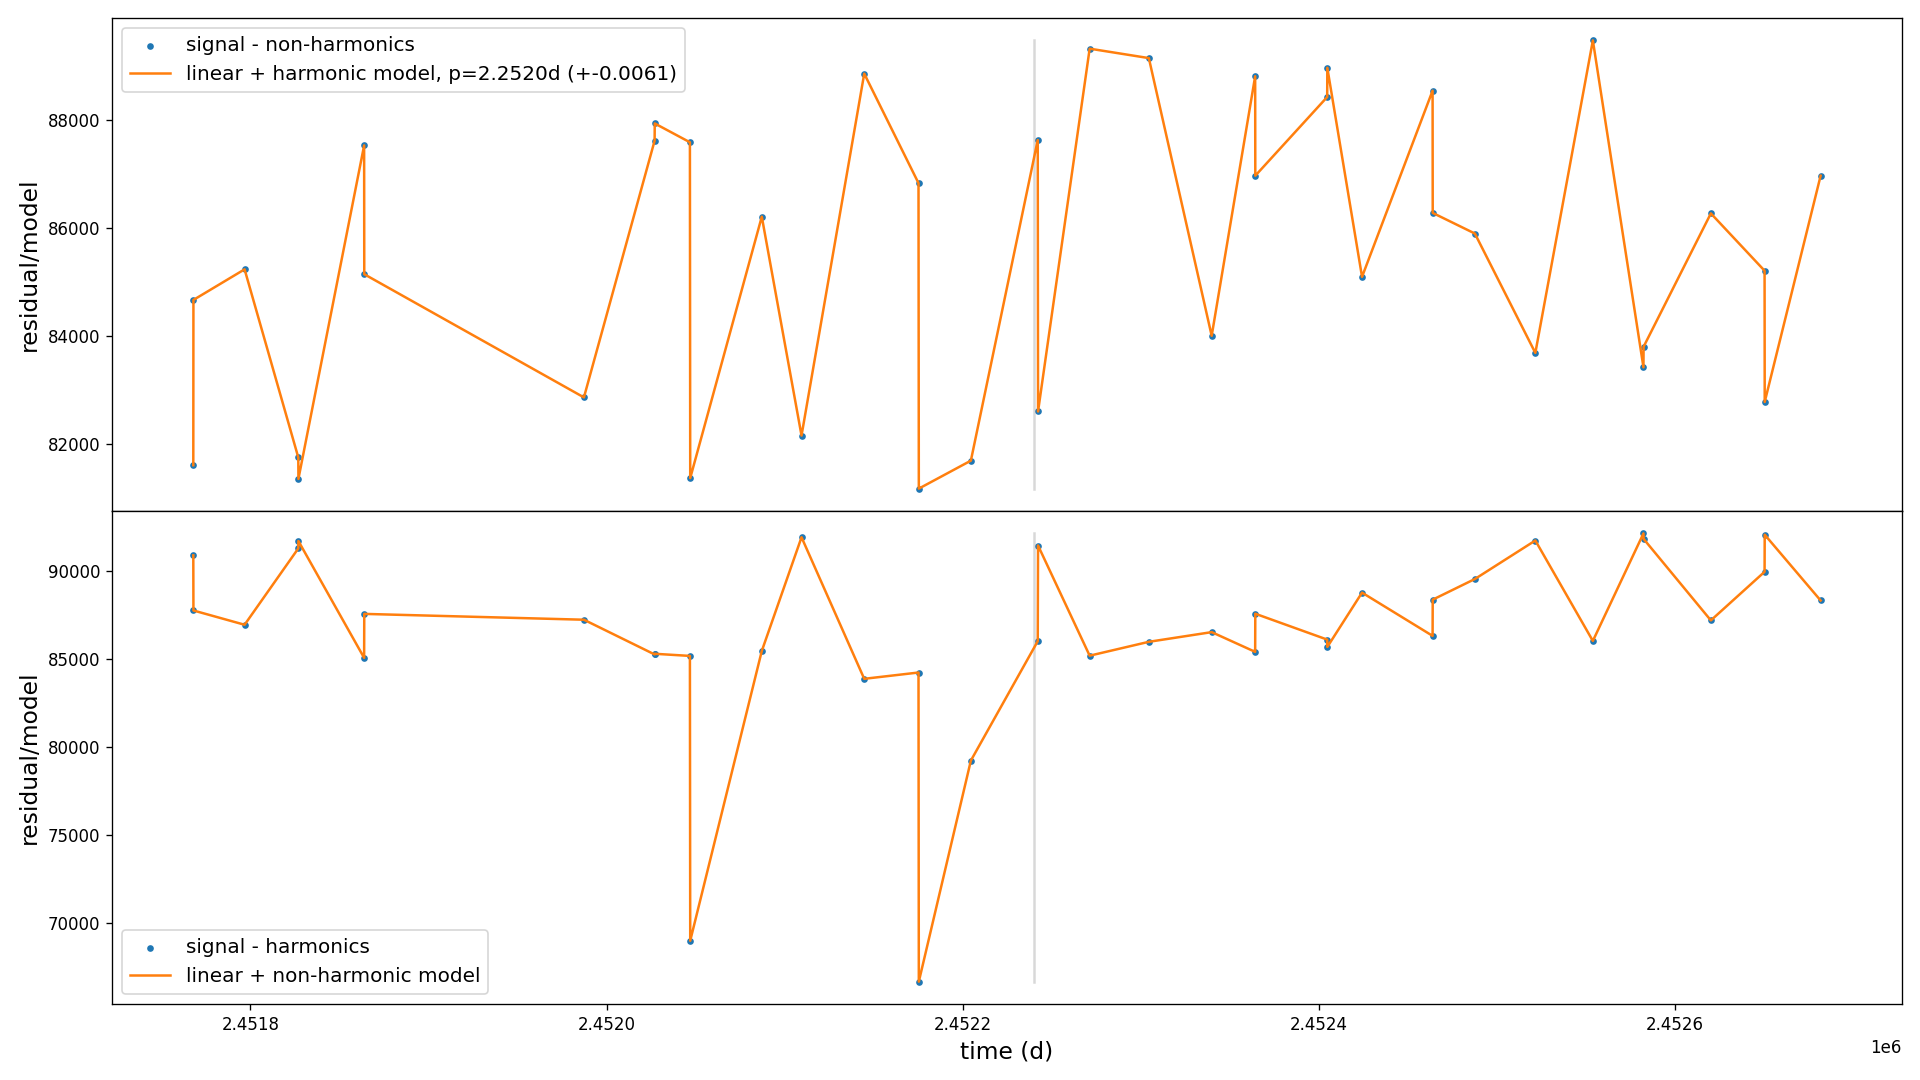 signal - non-harmonics
linear + harmonic model, p=2.2520d (+-0.0061)
88000
86000
84000
82000
residual/model
90000
85000
80000
75000
70000
residual/model
signal - harmonics
linear + non-harmonic model
2.4518 2.4520 2.4522 2.4524 2.4526
time (d)
1e6